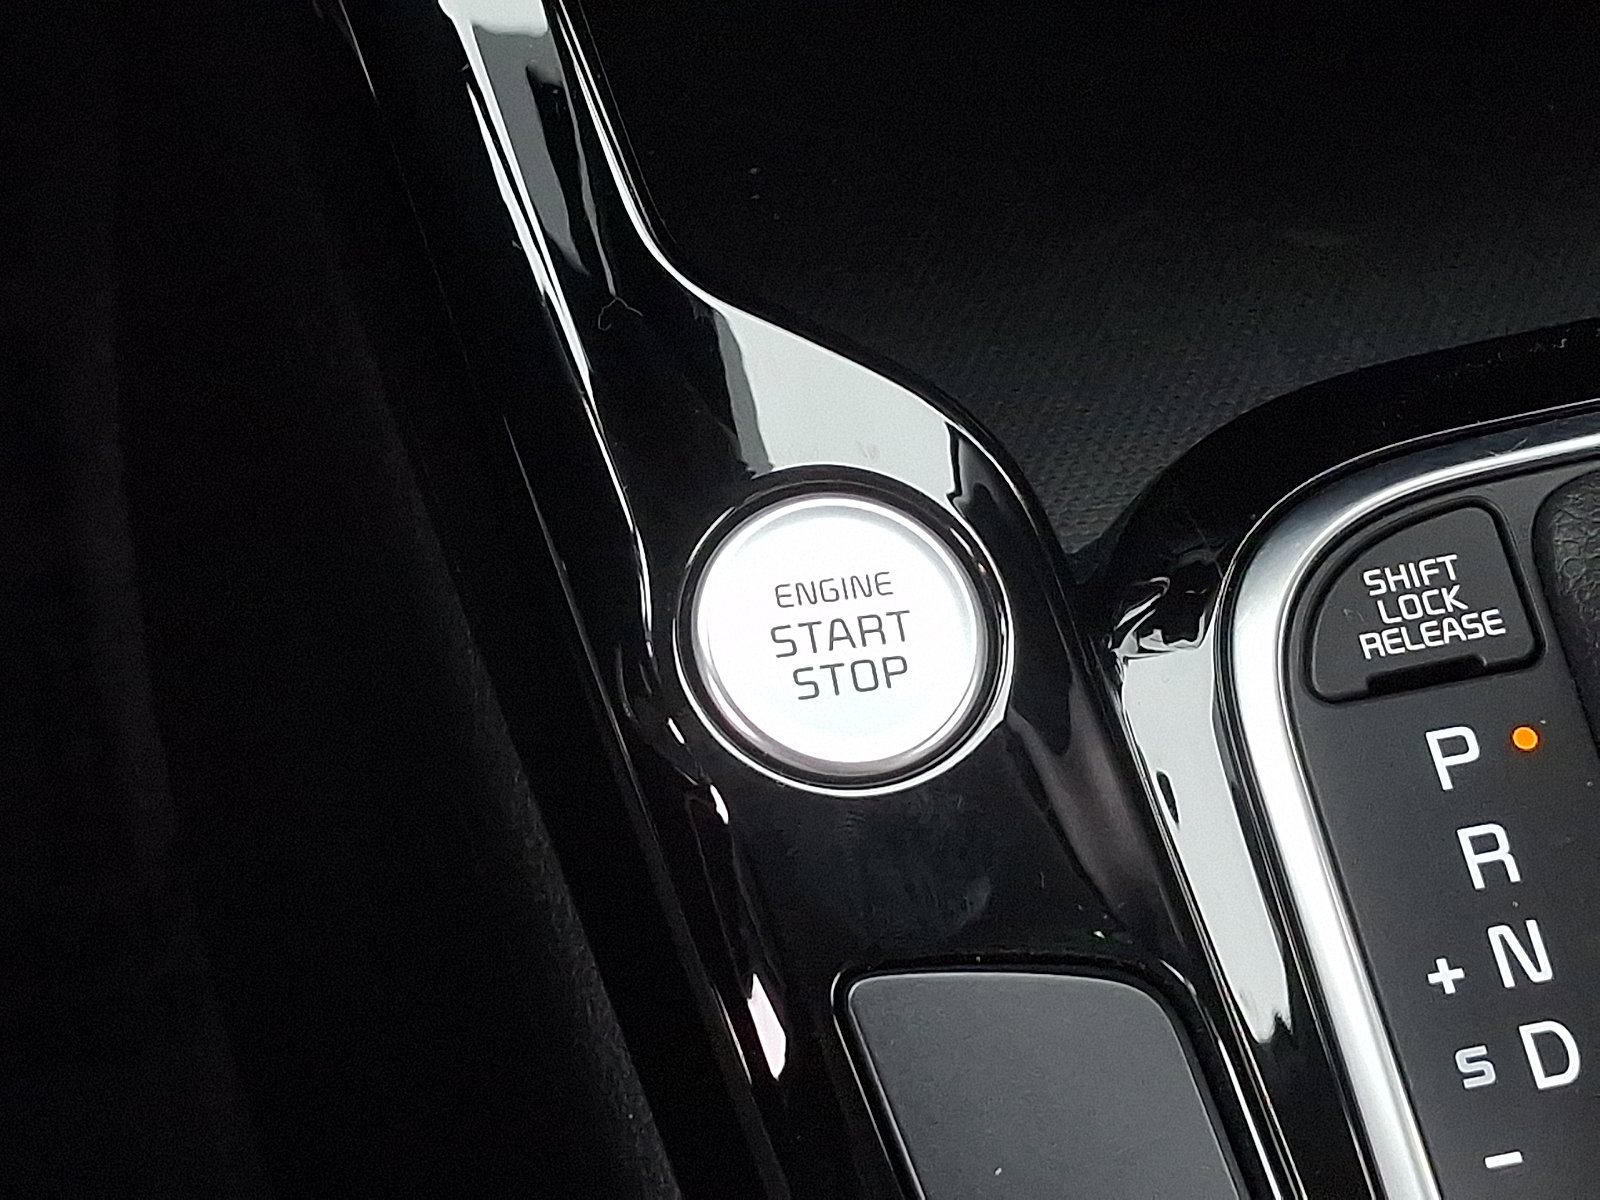 ENGINE
START
STOP
SHIFT
LOCK
RELEASE
P
R
+ N
S D
-